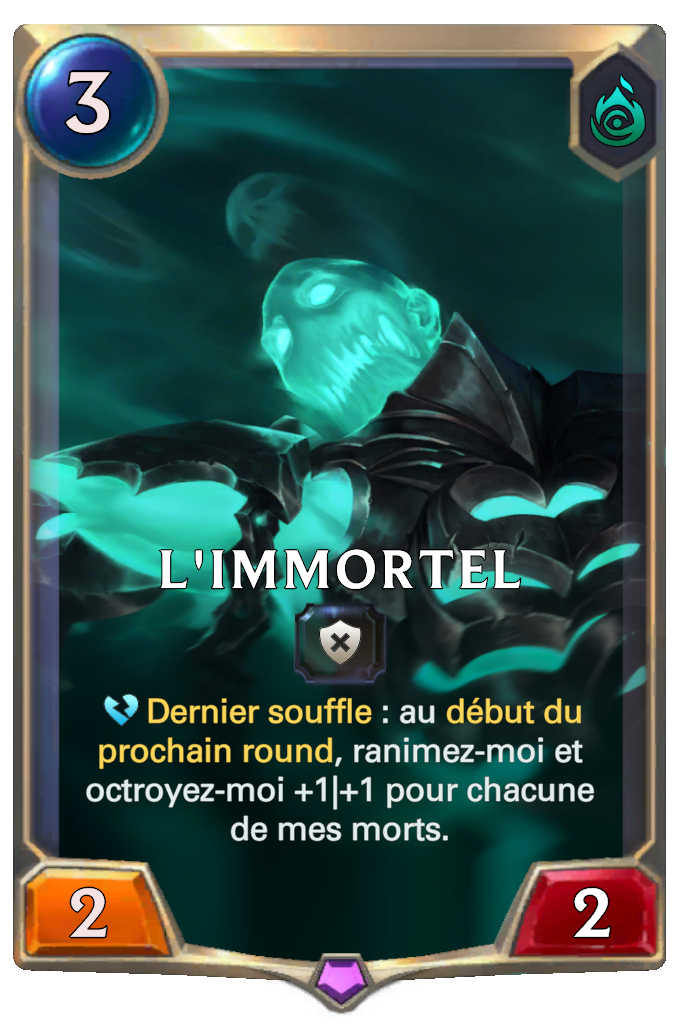 3
L'IMMORTEL
Dernier souffle : au début du
prochain round, ranimez-moi et
octroyez-moi +1|+1 pour chacune
de mes morts.
2
2